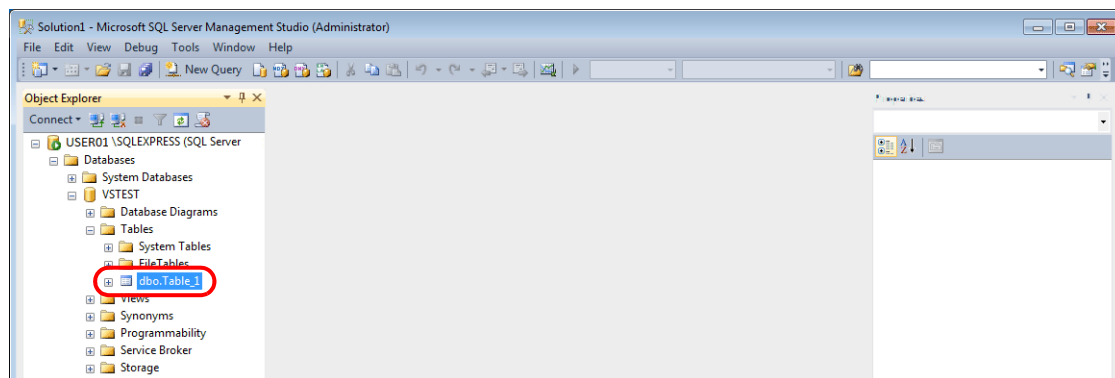 Solution1 - Microsoft SQL Server Management Studio (Administrator)
File Edit View Debug Tools Window Help
New Query
Object Explorer
Connect
USER01 \SQLEXPRESS (SQL Server
Databases
System Databases
VSTEST
Database Diagrams
Tables
System Tables
FileTables
dbo.Table_1
Views
Synonyms
Programmability
Service Broker
Storage